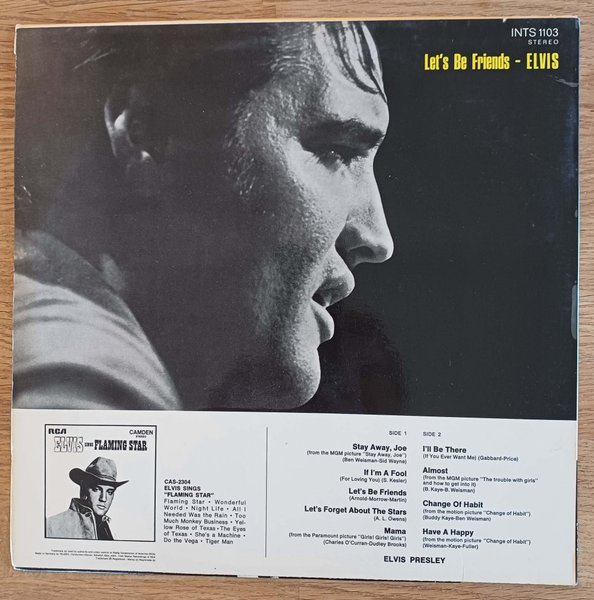 INTS 1103
STEREO
Let's Be Friends - ELVIS
RCA
CAMDEN
STEREO
ELVIS SINGS FLAMING STAR
CAS-2304
ELVIS SINGS
"FLAMING STAR"
Flaming Star • Wonderful
World • Night Life • All I
Needed Was the Rain • Too
Much Monkey Business • Yel-
low Rose of Texas • The Eyes
of Texas • She's a Machine •
Do the Vega • Tiger Man
SIDE 1
Stay Away, Joe
(from the MGM picture "Stay Away, Joe")
(Ben Weisman-Sid Wayne)
If I'm A Fool
(For Loving You) (S. Kesler)
Let's Be Friends
(Arnold-Morrow-Martin)
Let's Forget About The Stars
(A. L. Owens)
Mama
(from the Paramount picture "Girls! Girls! Girls!")
(Charles O'Curran-Dudley Brooks)
SIDE 2
I'll Be There
(If You Ever Want Me) (Gabbard-Price)
Almost
(from the MGM picture "The trouble with girls"
and how to get into it)
(B. Kaye-B. Weisman)
Change Of Habit
(from the motion picture "Change of Habit")
(Buddy Kaye-Ben Weisman)
Have A Happy
(from the motion picture "Change of Habit")
(Weisman-Kaye-Fuller)
ELVIS PRESLEY